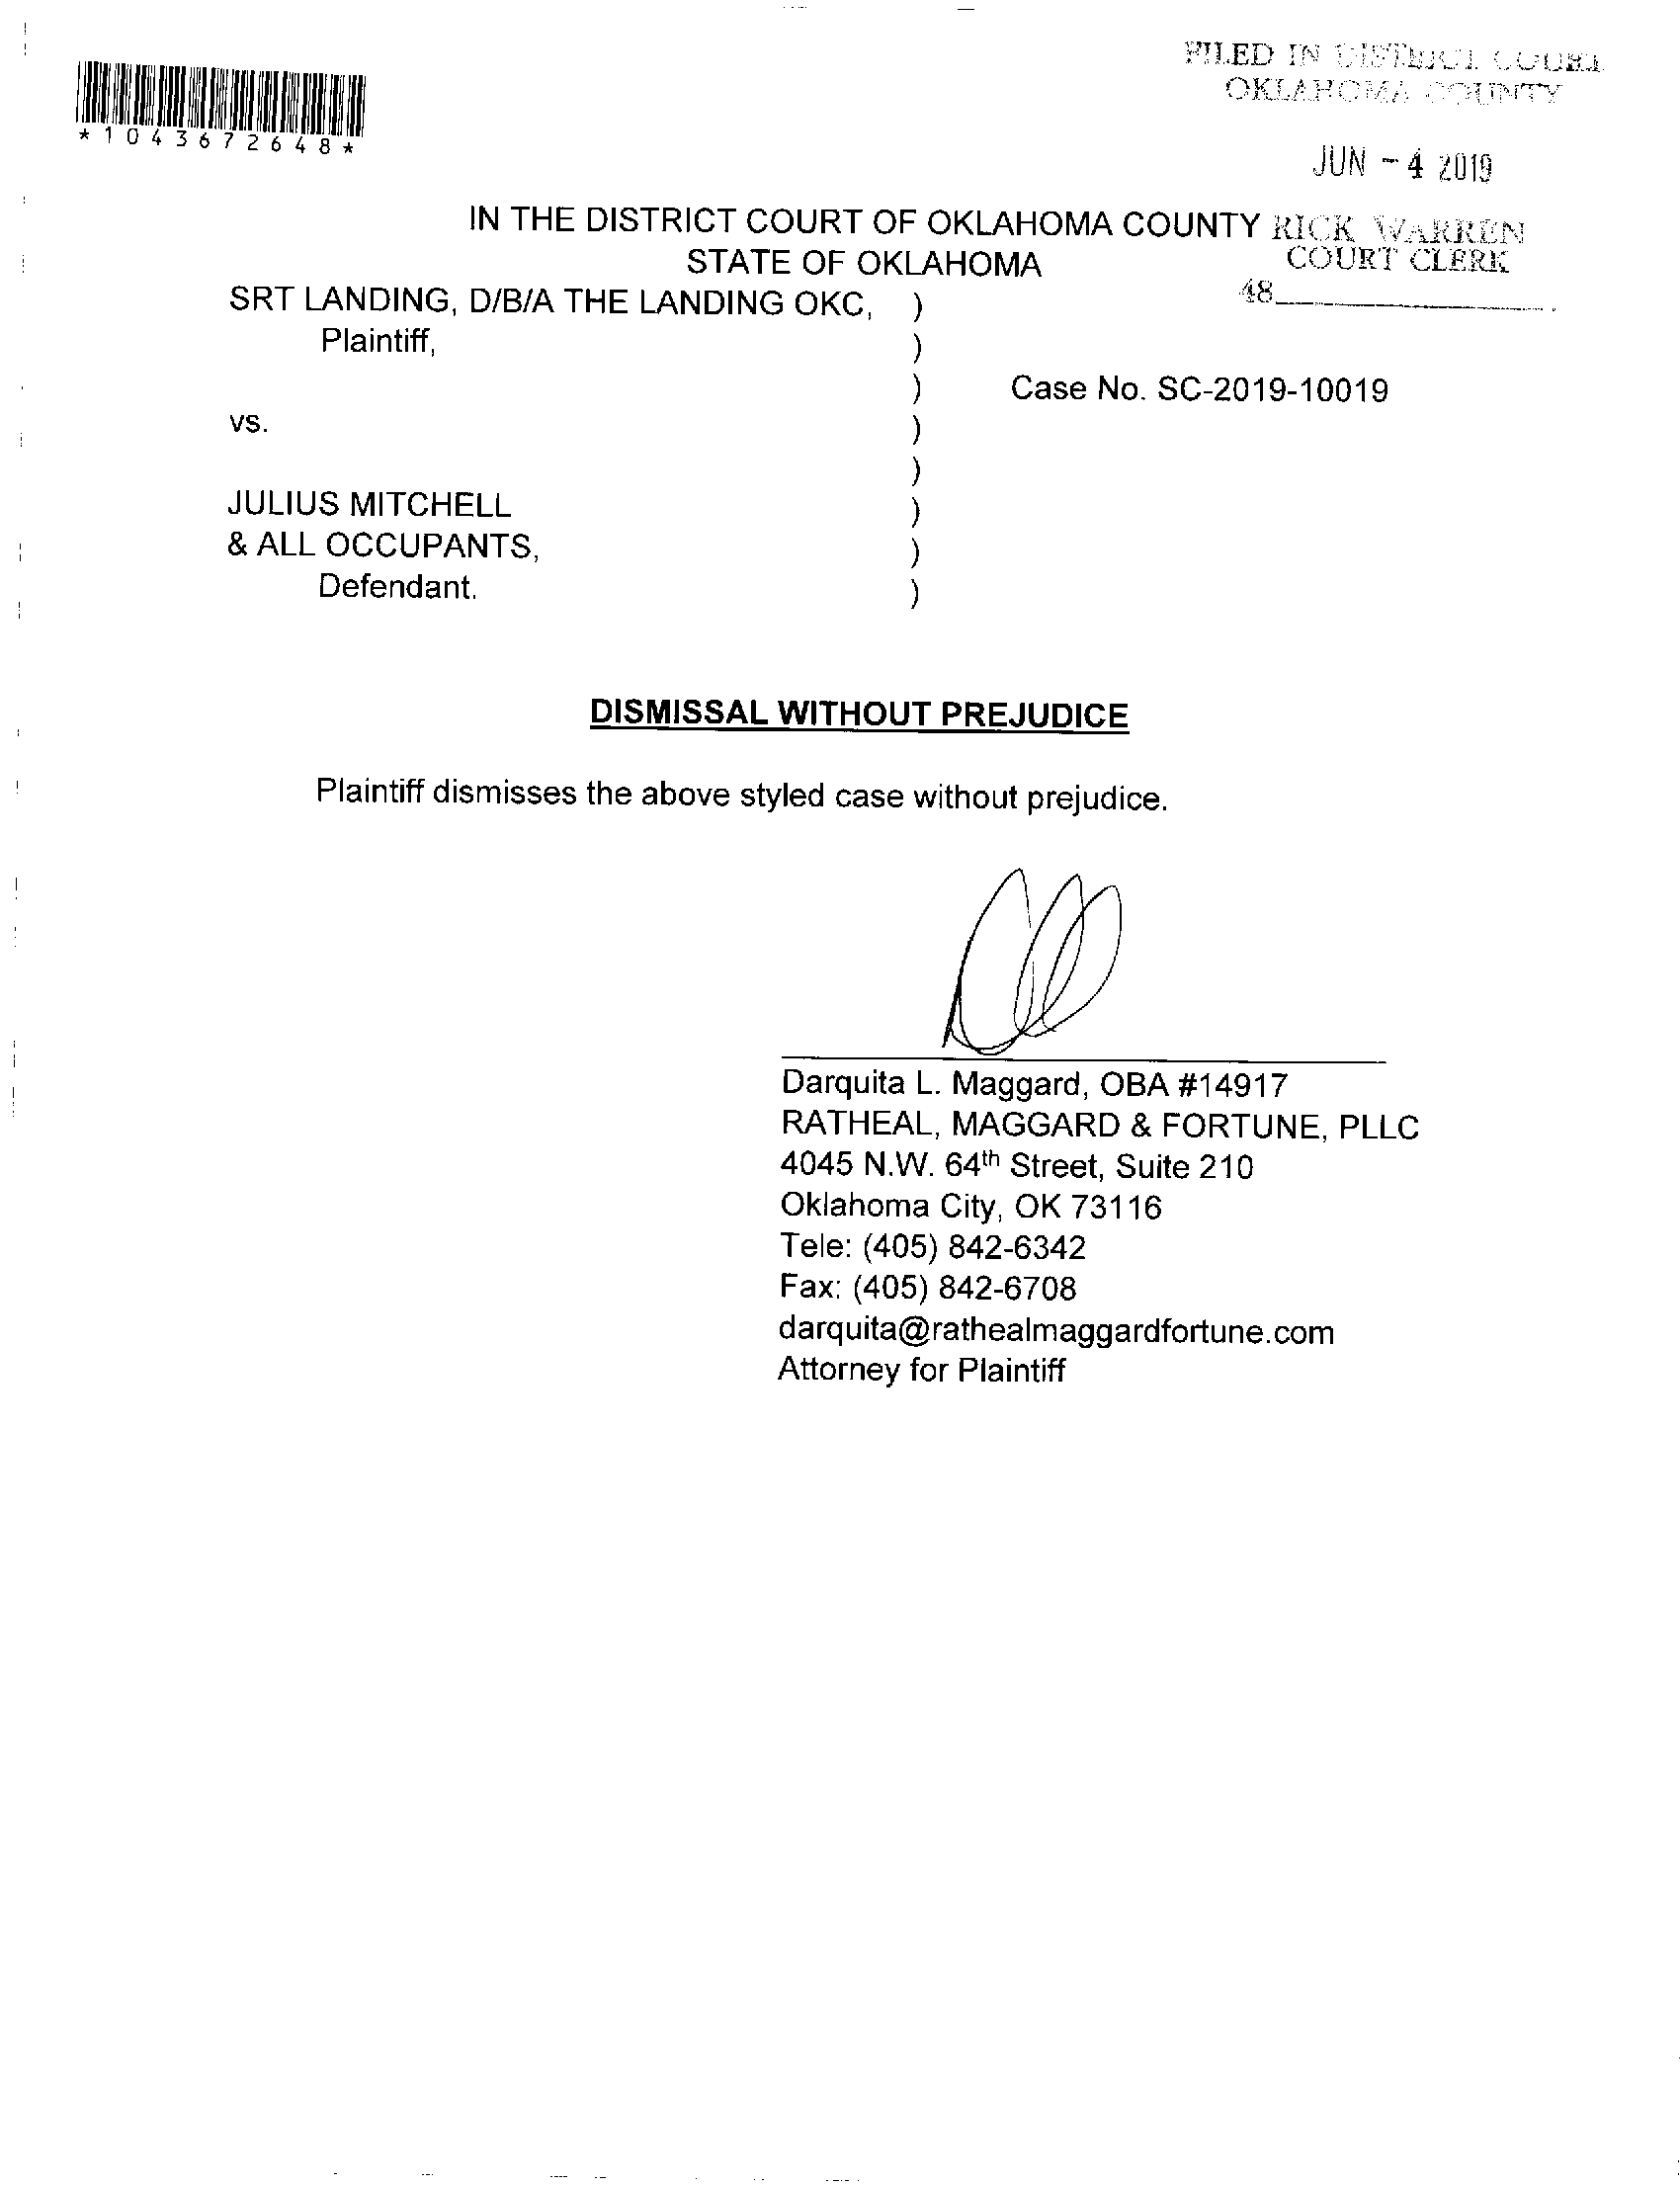 FILED IN DISTRICT COURT
OKLAHOMA COUNTY
*1043672648*
JUN - 4 2019
IN THE DISTRICT COURT OF OKLAHOMA COUNTY
RICK WARREN
STATE OF OKLAHOMA
COURT CLERK
48
SRT LANDING, D/B/A THE LANDING OKC, )
Plaintiff, )
) Case No. SC-2019-10019
vs. )
)
JULIUS MITCHELL )
& ALL OCCUPANTS, )
Defendant. )
DISMISSAL WITHOUT PREJUDICE
Plaintiff dismisses the above styled case without prejudice.
Darquita L. Maggard, OBA #14917
RATHEAL, MAGGARD & FORTUNE, PLLC
4045 N.W. 64th Street, Suite 210
Oklahoma City, OK 73116
Tele: (405) 842-6342
Fax: (405) 842-6708
darquita@rathealmaggardfortune.com
Attorney for Plaintiff